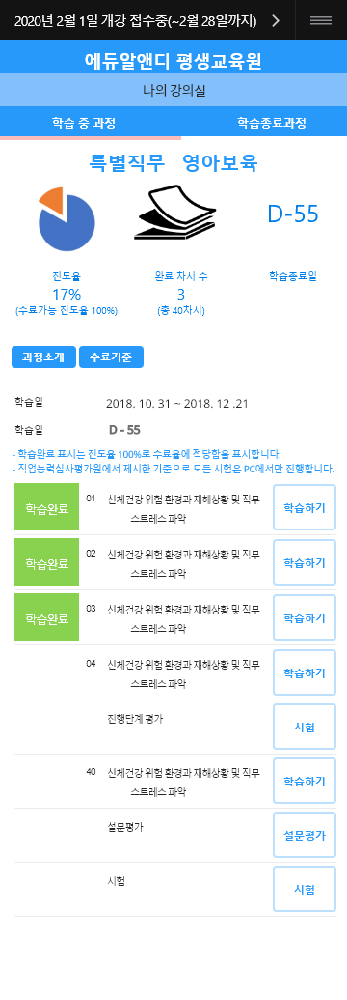 2020년 2월 1일 개강 접수중(~2월 28일까지)
에듀알앤디 평생교육원
나의 강의실
학습 중 과정 학습종료과정
특별직무 영아보육
D-55
진도율 완료 차시 수 학습종료일
17% 3
(수료가능 진도율 100%) (총 40차시)
과정소개 수료기준
학습일 2018. 10. 31 ~ 2018. 12 .21
학습일 D - 55
- 학습완료 표시는 진도율 100%로 수료율에 적당함을 표시합니다.
- 직업능력심사평가원에서 제시한 기준으로 모든 시험은 PC에서만 진행합니다.
학습완료 01 신체건강 위험 환경과 재해상황 및 직무 학습하기
스트레스 파악
학습완료 02 신체건강 위험 환경과 재해상황 및 직무 학습하기
스트레스 파악
학습완료 03 신체건강 위험 환경과 재해상황 및 직무 학습하기
스트레스 파악
04 신체건강 위험 환경과 재해상황 및 직무 학습하기
스트레스 파악
진행단계 평가 시험
40 신체건강 위험 환경과 재해상황 및 직무 학습하기
스트레스 파악
설문평가 설문평가
시험 시험